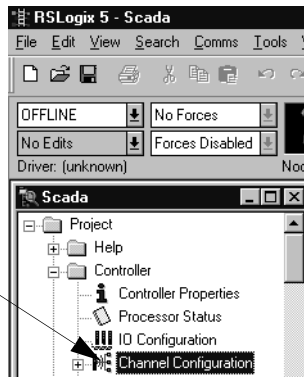 RSLogix 5 - Scada
File Edit View Search Comms Tools
OFFLINE No Forces
No Edits Forces Disabled
Driver: (unknown)
Scada
Project
Help
Controller
Controller Properties
Processor Status
IO Configuration
Channel Configuration